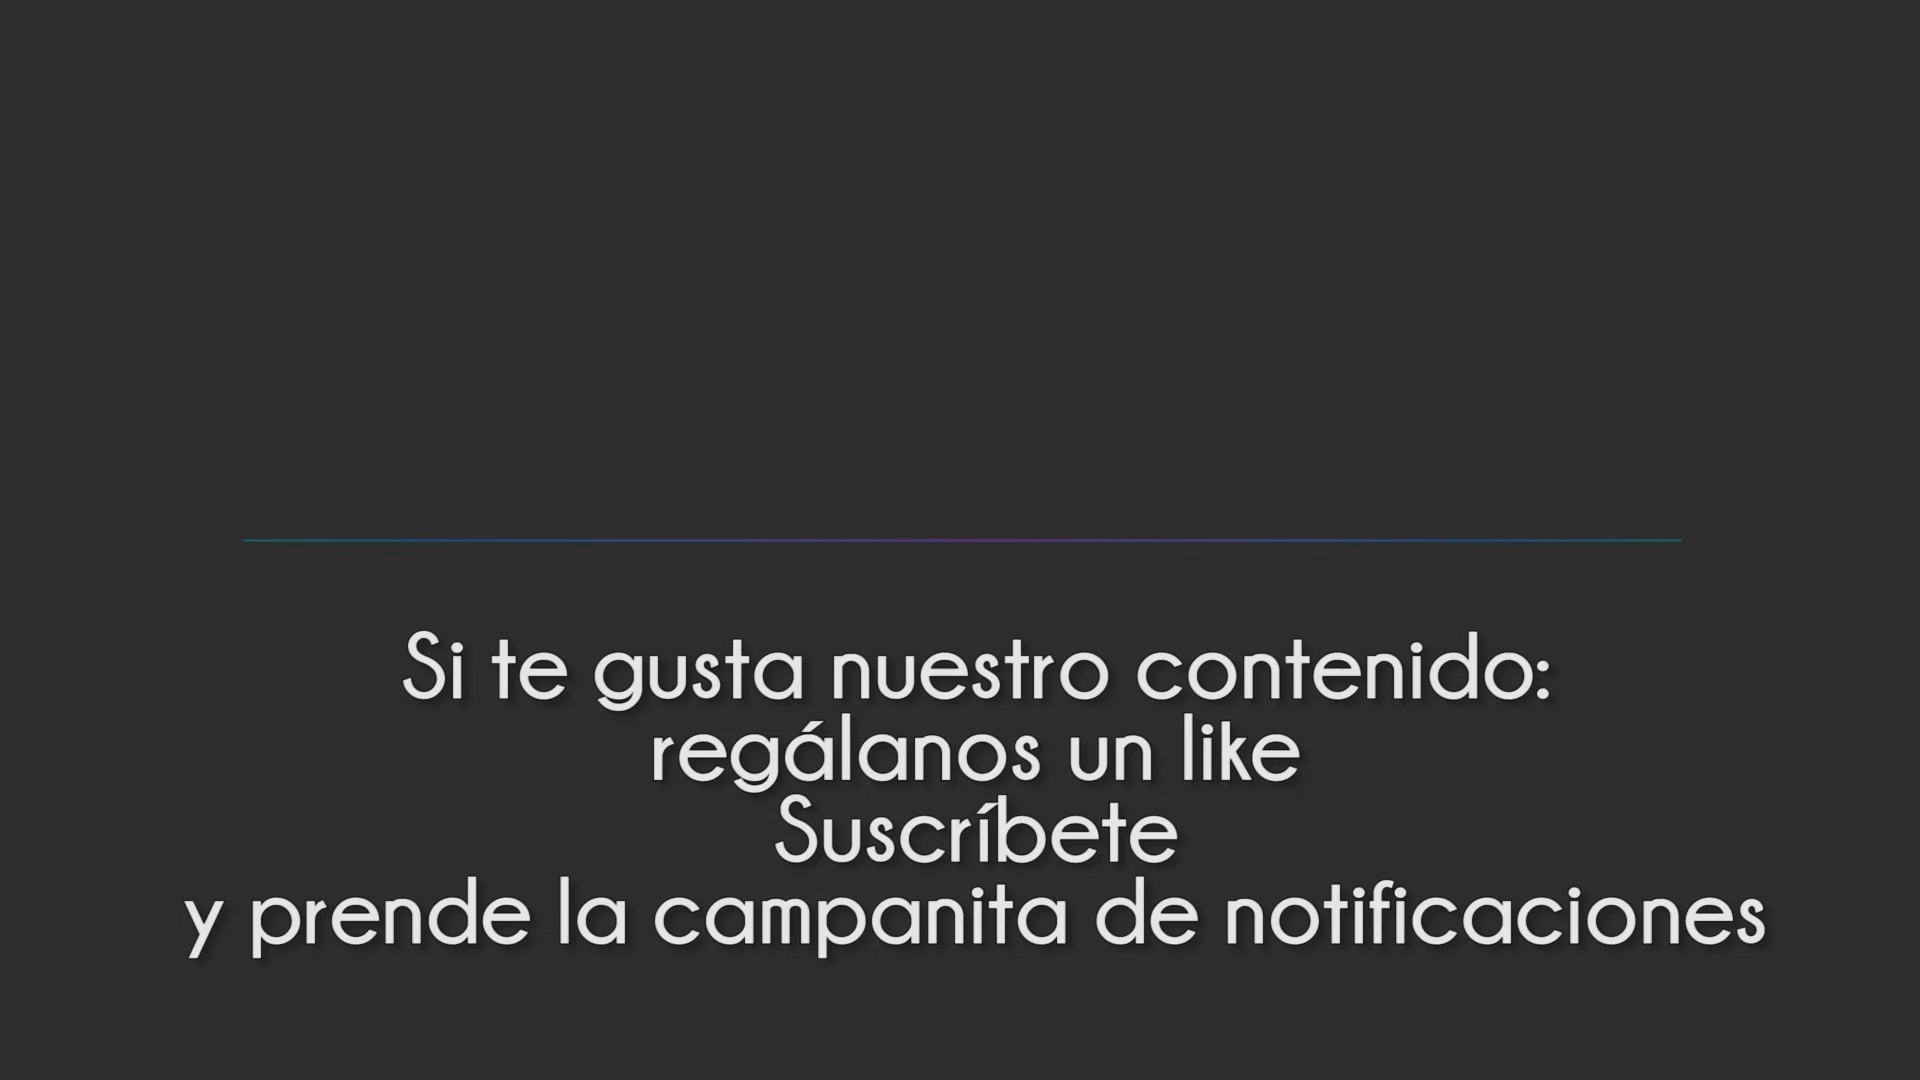 Si te gusta nuestro contenido:
regálanos un like
Suscríbete
y prende la campanita de notificaciones